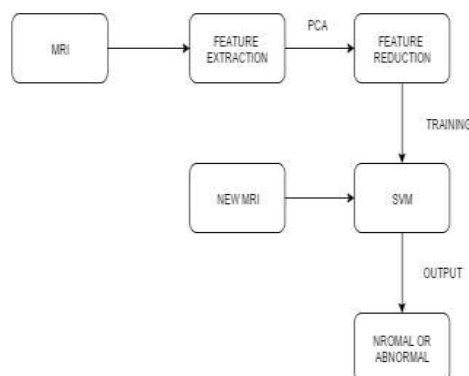 MRI
FEATURE
EXTRACTION
PCA
FEATURE
REDUCTION
TRAINING
NEW MRI
SVM
OUTPUT
NROMAL OR
ABNORMAL